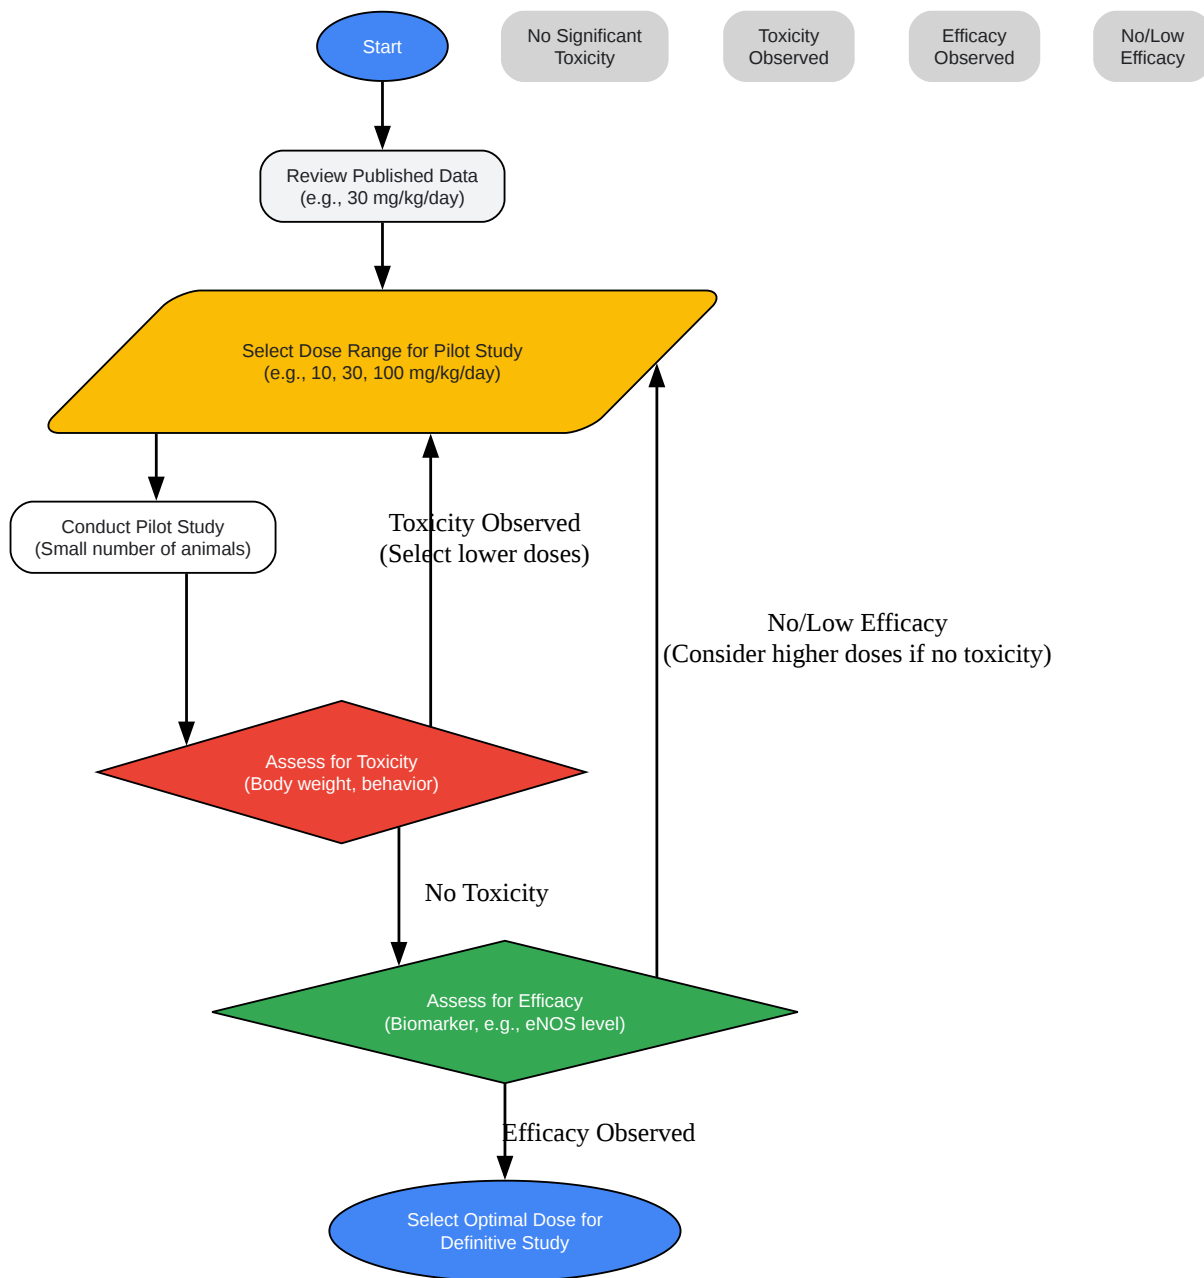 Start
No Significant
Toxicity
Toxicity
Observed
Efficacy
Observed
No/Low
Efficacy
Review Published Data
(e.g., 30 mg/kg/day)
Select Dose Range for Pilot Study
(e.g., 10, 30, 100 mg/kg/day)
Conduct Pilot Study
(Small number of animals)
Toxicity Observed
(Select lower doses)
No/Low Efficacy
(Consider higher doses if no toxicity)
Assess for Toxicity
(Body weight, behavior)
No Toxicity
Assess for Efficacy
(Biomarker, e.g., eNOS level)
Efficacy Observed
Select Optimal Dose for
Definitive Study